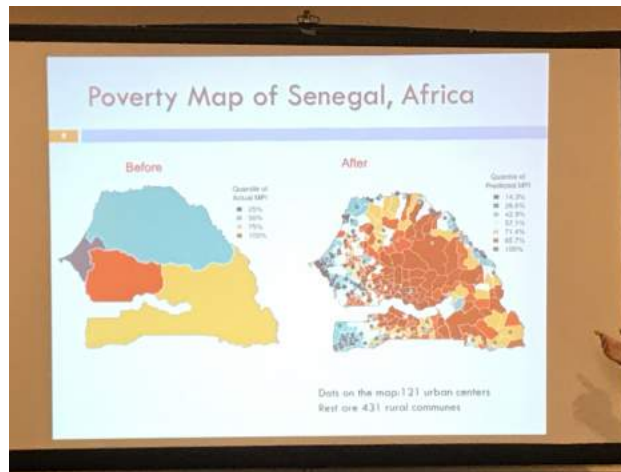 Poverty Map of Senegal, Africa
Before
After
Quantile of
Actual MPI
25%
50%
75%
100%
Quantile of
Predicted MPI
14.3%
28.6%
42.9%
57.1%
71.4%
85.7%
100%
Dots on the map:121 urban centers
Rest are 431 rural communes